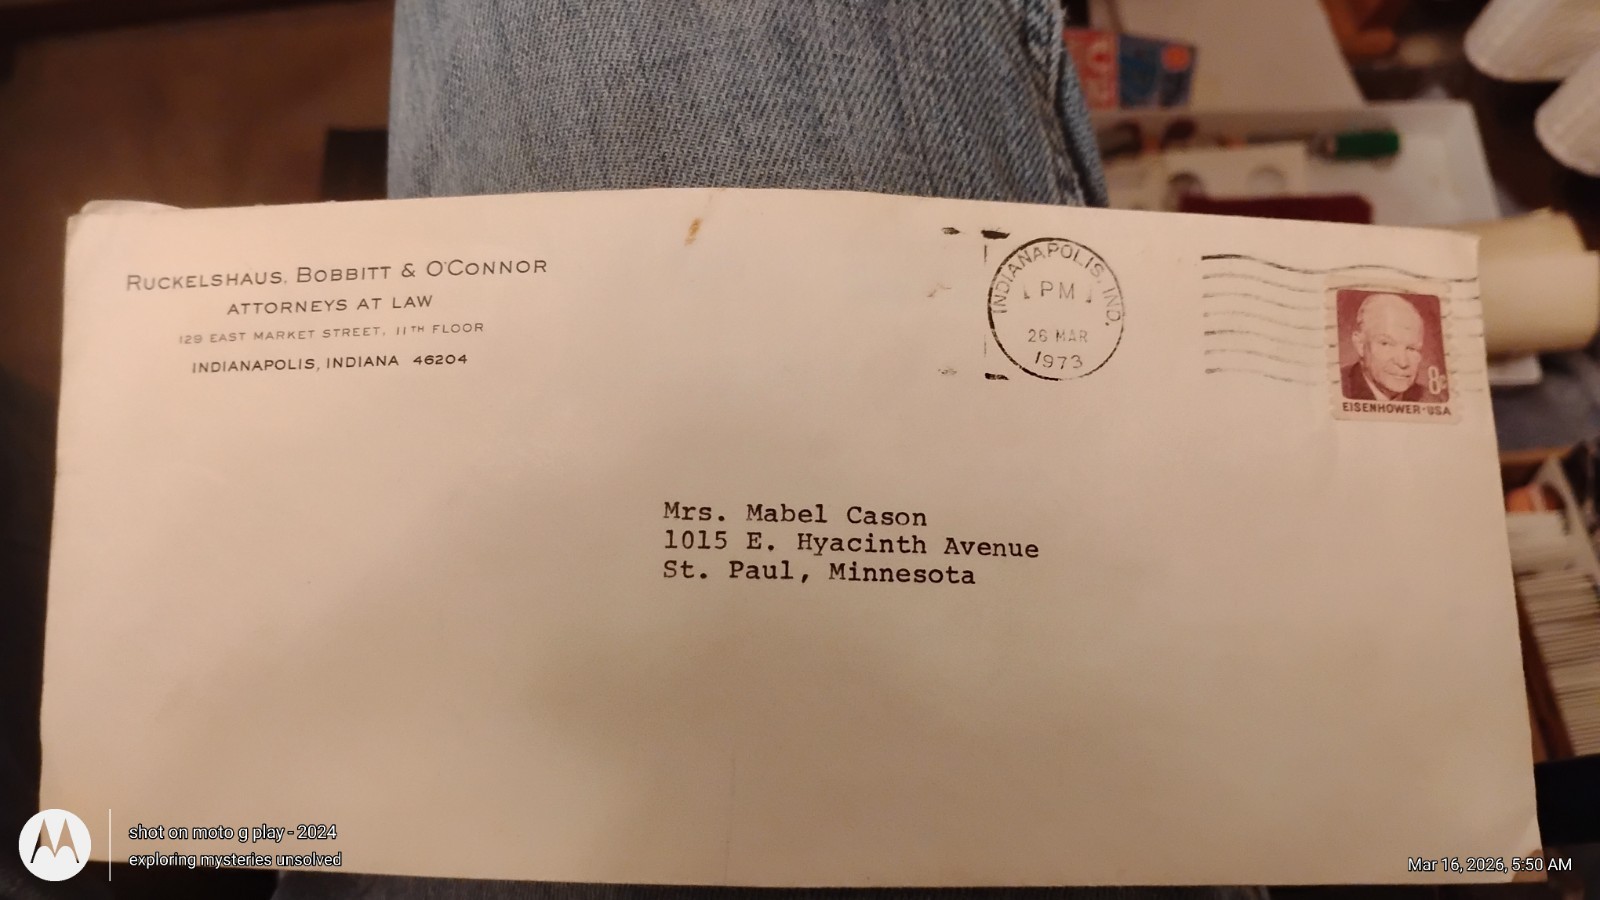 RUCKELSHAUS, BOBBITT & O'CONNOR
ATTORNEYS AT LAW
129 EAST MARKET STREET, 11TH FLOOR
INDIANAPOLIS, INDIANA 46204
INDIANAPOLIS, IND.
PM
26 MAR
1973
8¢
EISENHOWER·USA
Mrs. Mabel Cason
1015 E. Hyacinth Avenue
St. Paul, Minnesota
shot on moto g play - 2024
exploring mysteries unsolved
Mar 16, 2026, 5:50 AM